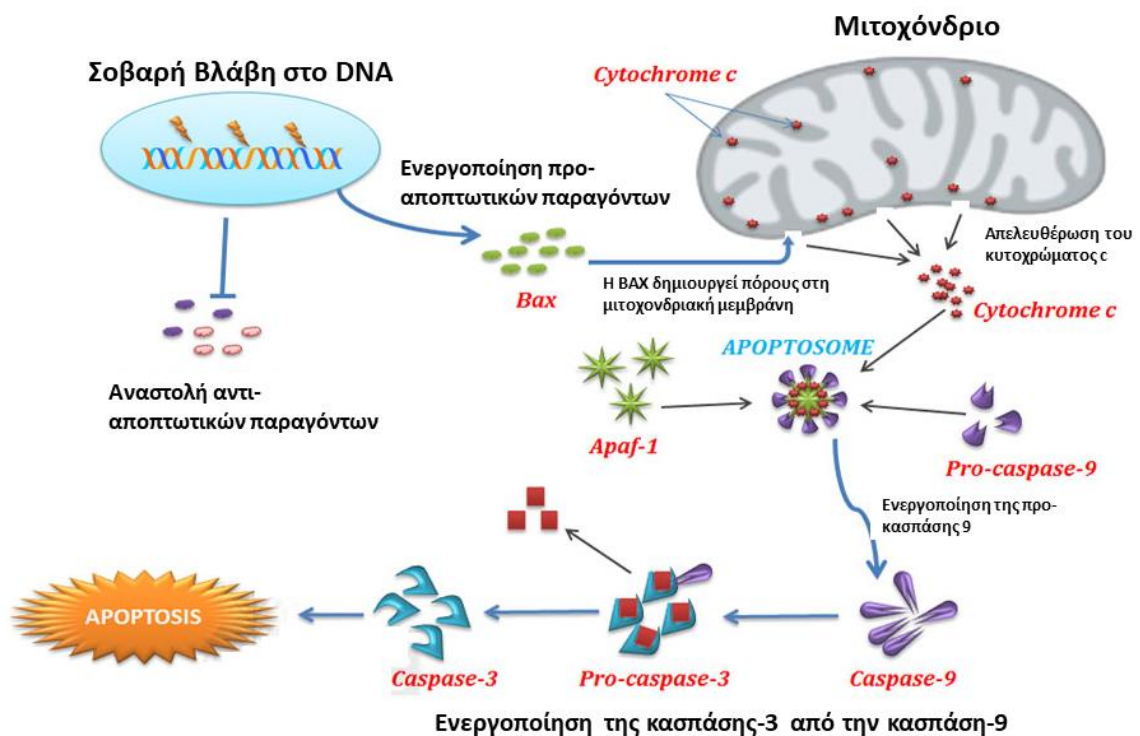 Μιτοχόνδριο
Σοβαρή Βλάβη στο DNA
Cytochrome c
Ενεργοποίηση προ-
αποπτωτικών παραγόντων
Bax
Η BAX δημιουργεί πόρους στη
μιτοχονδριακή μεμβράνη
Απελευθέρωση του
κυτοχρώματος c
Cytochrome c
Αναστολή αντι-
αποπτωτικών παραγόντων
APOPTOSOME
Apaf-1
Pro-caspase-9
Ενεργοποίηση της προ-
κασπάσης 9
APOPTOSIS
Caspase-3
Pro-caspase-3
Caspase-9
Ενεργοποίηση της κασπάσης-3 από την κασπάση-9